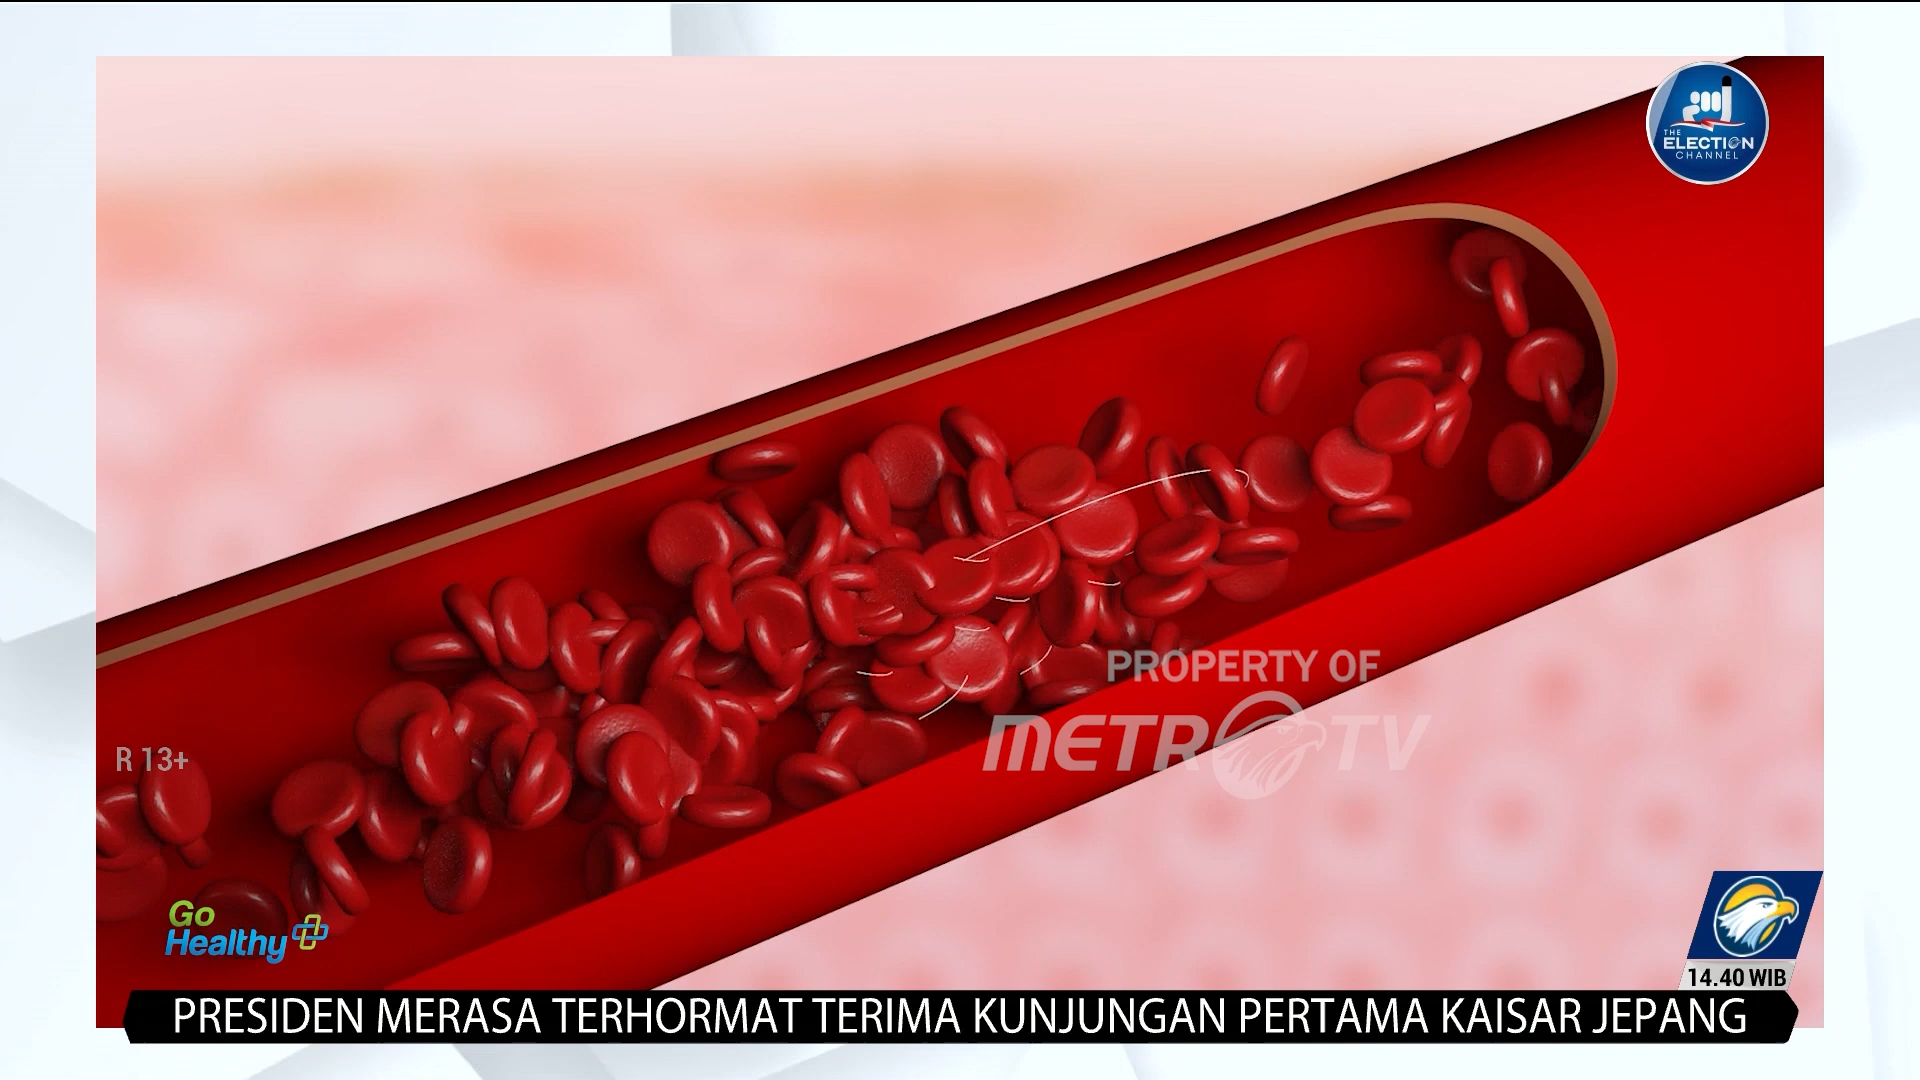 THE
ELECTION
CHANNEL
PROPERTY OF
METRO TV
R 13+
Go
Healthy
14.40 WIB
PRESIDEN MERASA TERHORMAT TERIMA KUNJUNGAN PERTAMA KAISAR JEPANG